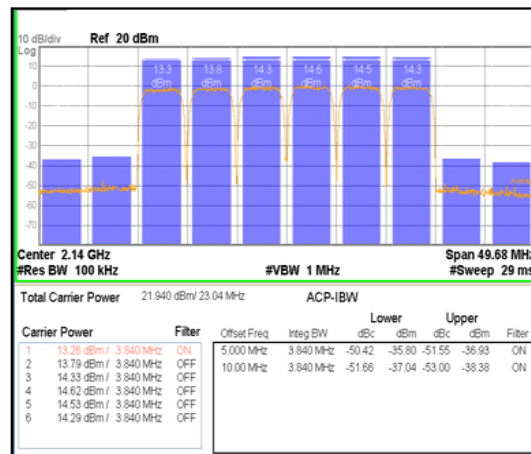 10 dB/div Ref 20 dBm
Log
10
0
-10
-20
-30
-40
-50
-60
-70
13.3 dBm 13.8 dBm 14.3 dBm 14.6 dBm 14.5 dBm 14.3 dBm
Center 2.14 GHz Span 49.68 MHz
#Res BW 100 kHz #VBW 1 MHz #Sweep 29 ms
Total Carrier Power 21.940 dBm/ 23.04 MHz ACP-IBW
Lower Upper
Carrier Power Filter Offset Freq Integ BW dBc dBm dBc dBm Filter
1 13.26 dBm / 3.840 MHz ON 5.000 MHz 3.840 MHz -50.42 -35.80 -51.55 -36.93 ON
2 13.79 dBm / 3.840 MHz OFF 10.00 MHz 3.840 MHz -51.66 -37.04 -53.00 -38.38 ON
3 14.33 dBm / 3.840 MHz OFF
4 14.62 dBm / 3.840 MHz OFF
5 14.53 dBm / 3.840 MHz OFF
6 14.29 dBm / 3.840 MHz OFF